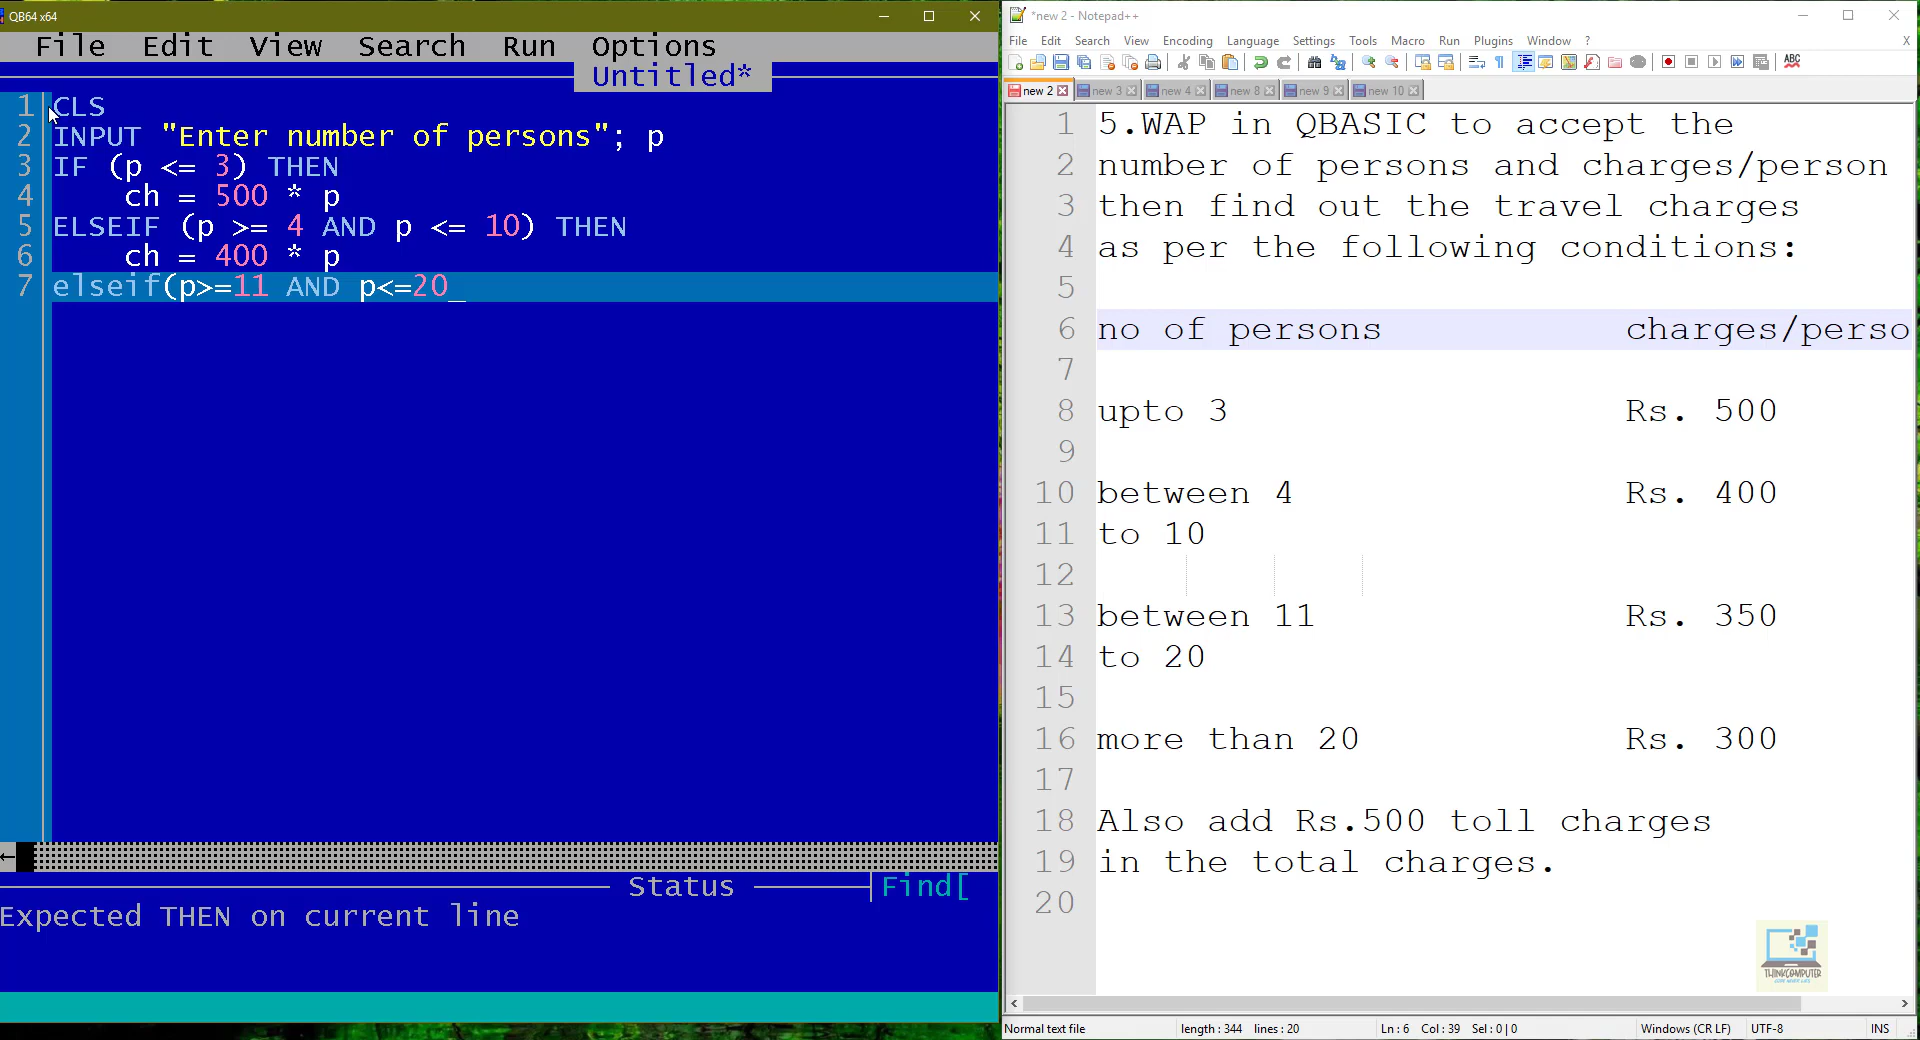 QB64 x64
File Edit View Search Run Options
Untitled*
1 CLS
2 INPUT "Enter number of persons"; p
3 IF (p <= 3) THEN
4 ch = 500 * p
5 ELSEIF (p >= 4 AND p <= 10) THEN
6 ch = 400 * p
7 elseif(p>=11 AND p<=20_
Status Find[
Expected THEN on current line
*new 2 - Notepad++
File Edit Search View Encoding Language Settings Tools Macro Run Plugins Window ? X
ABC
new 2 new 3 new 4 new 8 new 9 new 10
1 5.WAP in QBASIC to accept the
2 number of persons and charges/person
3 then find out the travel charges
4 as per the following conditions:
5
6 no of persons charges/perso
7
8 upto 3 Rs. 500
9
10 between 4 Rs. 400
11 to 10
12
13 between 11 Rs. 350
14 to 20
15
16 more than 20 Rs. 300
17
18 Also add Rs.500 toll charges
19 in the total charges.
20
THINKCOMPUTER
Normal text file length : 344 lines : 20 Ln : 6 Col : 39 Sel : 0 | 0 Windows (CR LF) UTF-8 INS